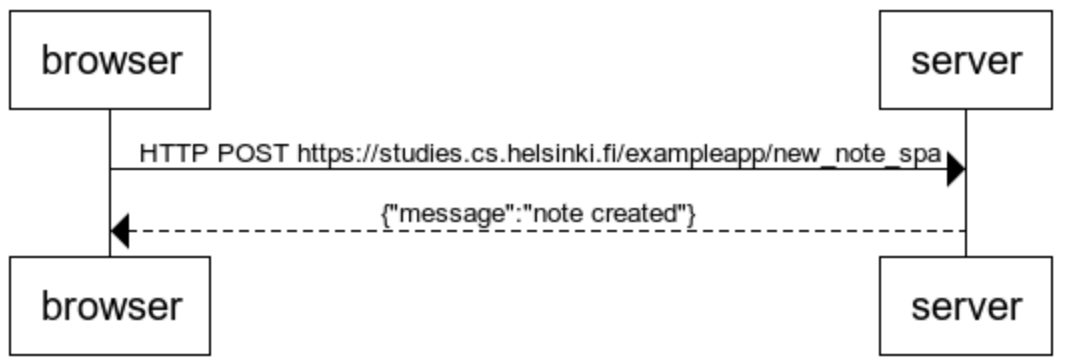 browser server
HTTP POST https://studies.cs.helsinki.fi/exampleapp/new_note_spa
{"message":"note created"}
browser server